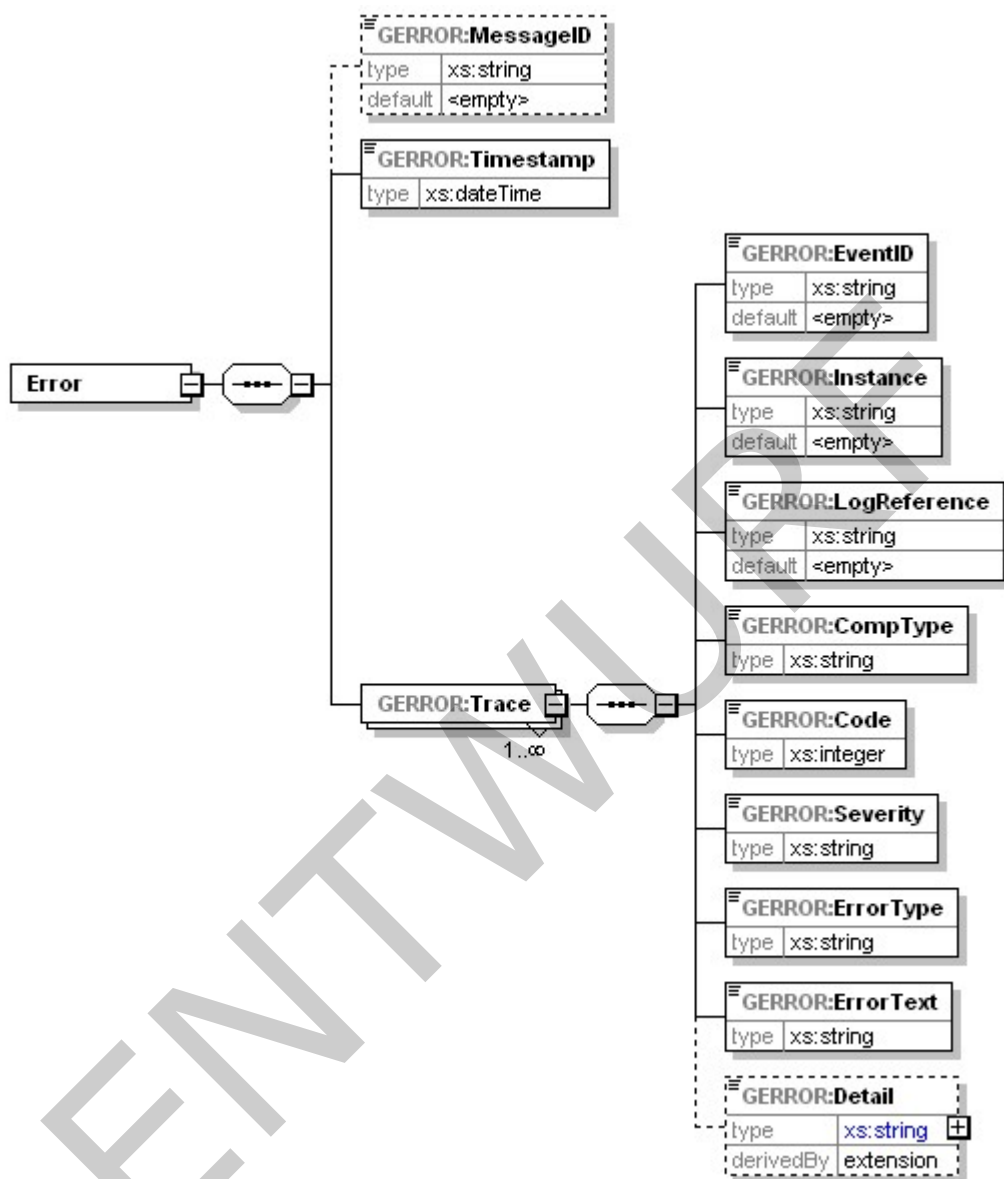 GERROR:MessageID
type xs:string
default <empty>
GERROR:Timestamp
type xs:dateTime
Error
GERROR:Trace
1..∞
GERROR:EventID
type xs:string
default <empty>
GERROR:Instance
type xs:string
default <empty>
GERROR:LogReference
type xs:string
default <empty>
GERROR:CompType
type xs:string
GERROR:Code
type xs:integer
GERROR:Severity
type xs:string
GERROR:ErrorType
type xs:string
GERROR:ErrorText
type xs:string
GERROR:Detail
type xs:string
derivedBy extension
ENTWURF